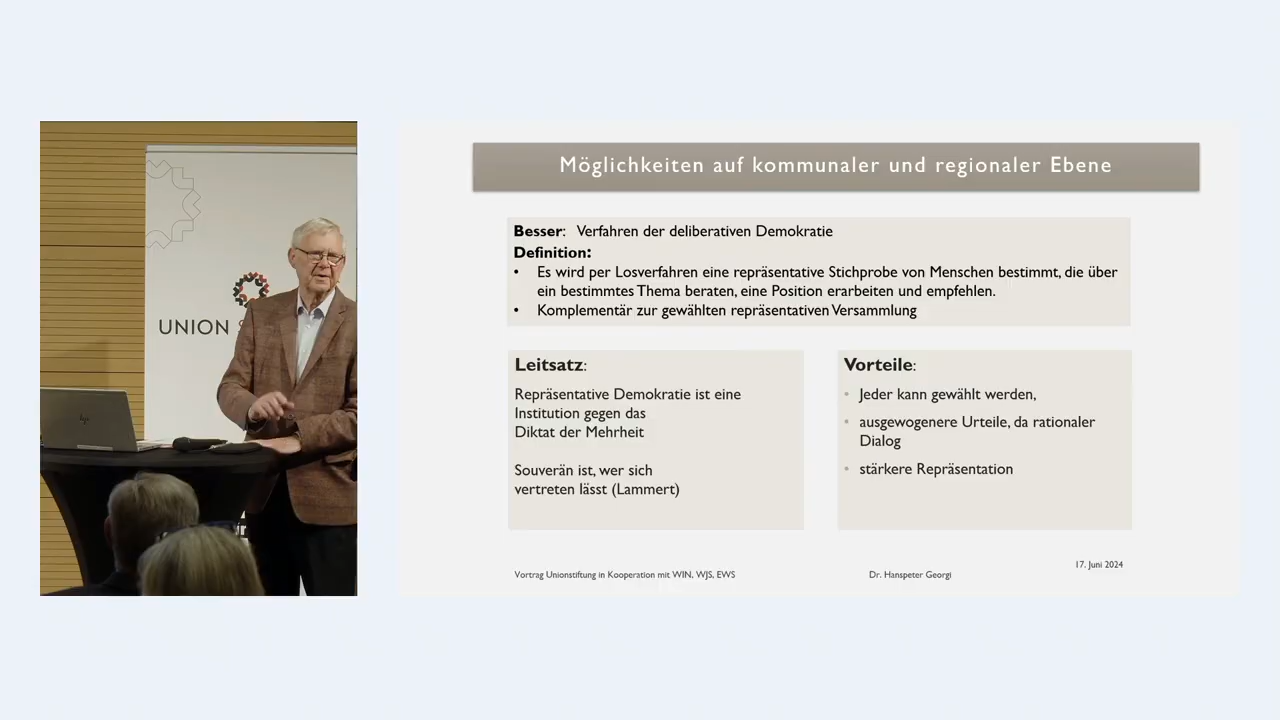 Möglichkeiten auf kommunaler und regionaler Ebene
Besser: Verfahren der deliberativen Demokratie
Definition:
• Es wird per Losverfahren eine repräsentative Stichprobe von Menschen bestimmt, die über
ein bestimmtes Thema beraten, eine Position erarbeiten und empfehlen.
• Komplementär zur gewählten repräsentativen Versammlung
Leitsatz:
Repräsentative Demokratie ist eine
Institution gegen das
Diktat der Mehrheit
Souverän ist, wer sich
vertreten lässt (Lammert)
Vorteile:
• Jeder kann gewählt werden,
• ausgewogenere Urteile, da rationaler
Dialog
• stärkere Repräsentation
Vortrag Unionstiftung in Kooperation mit WIN, WJS, EWS
Dr. Hanspeter Georgi
17. Juni 2024
UNION
hp